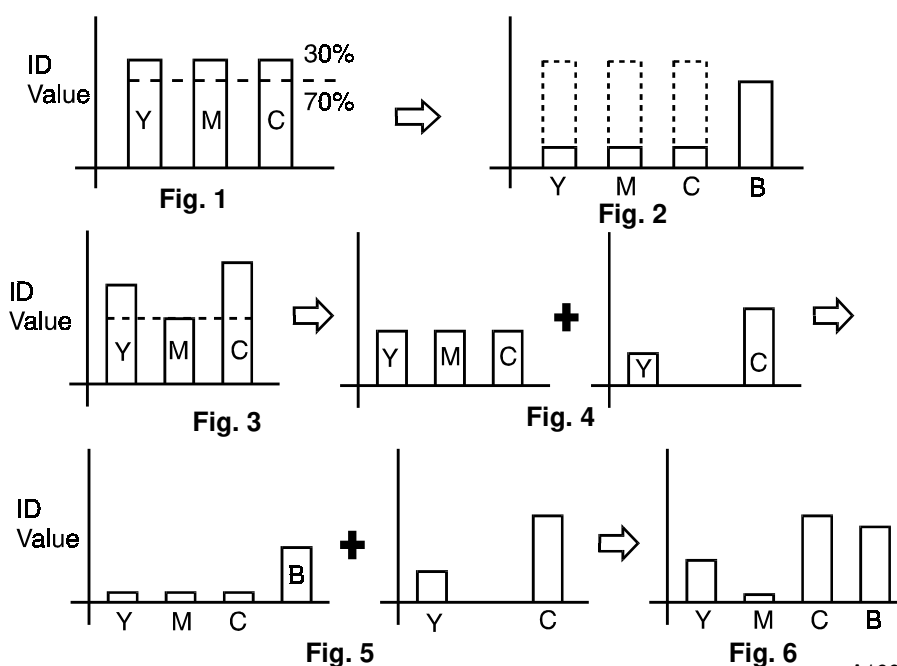 ID
Value
30%
70%
Y M C
Fig. 1
Y M C B
Fig. 2
ID
Value
Y M C
Fig. 3
Y M C
Y C
Fig. 4
ID
Value
Y M C B
Y C
Fig. 5
Y M C B
Fig. 6